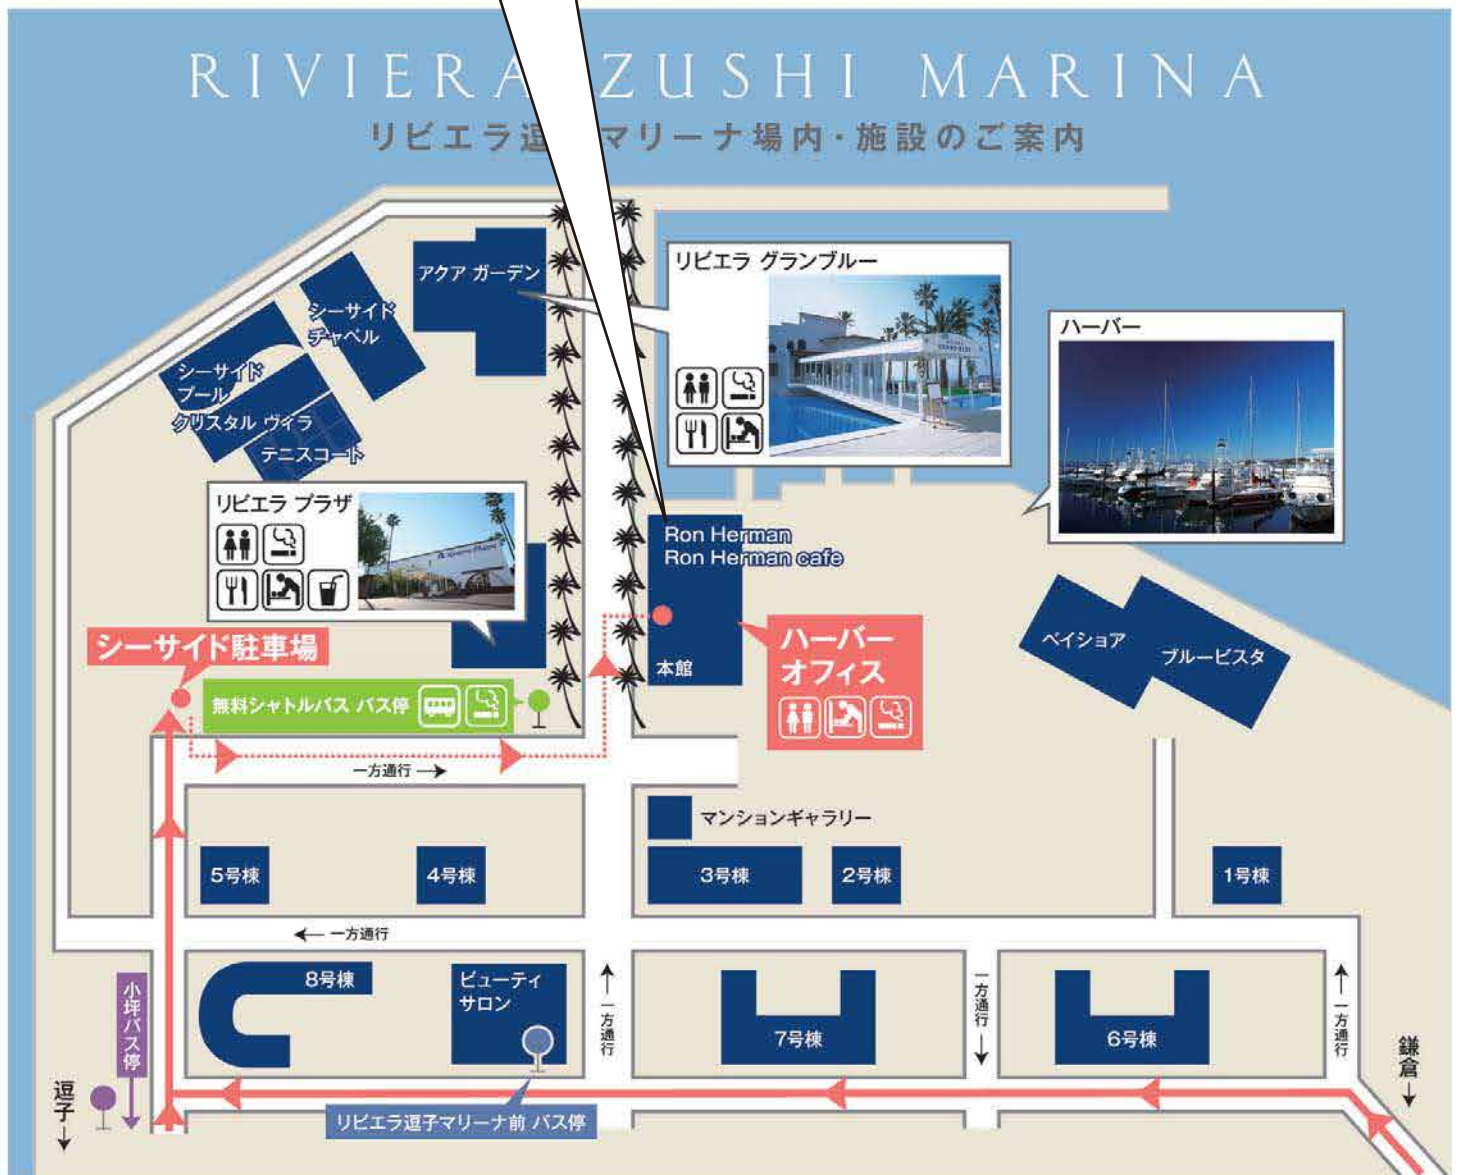 RIVIERA ZUSHI MARINA
リビエラ逗 マリーナ場内・施設のご案内
アクア ガーデン
リビエラ グランブルー
シーサイド
チャペル
ハーバー
シーサイド
プール
クリスタル ヴィラ
テニスコート
リビエラ プラザ
Ron Herman
Ron Herman cafe
本館
ハーバー
オフィス
ベイショア
ブルービスタ
シーサイド駐車場
無料シャトルバス バス停
一方通行→
マンションギャラリー
5号棟
4号棟
3号棟
2号棟
1号棟
← 一方通行
8号棟
ビューティ
サロン
←一方通行
7号棟
一方通行→
6号棟
←一方通行
小坪バス停
逗子→
鎌倉→
リビエラ逗子マリーナ前 バス停